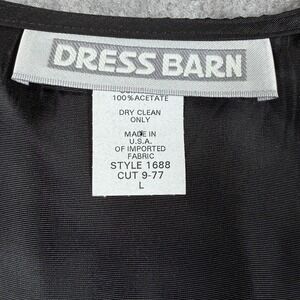 DRESS BARN
100% ACETATE
DRY CLEAN
ONLY
MADE IN
U.S.A.
OF IMPORTED
FABRIC
STYLE 1688
CUT 9-77
L